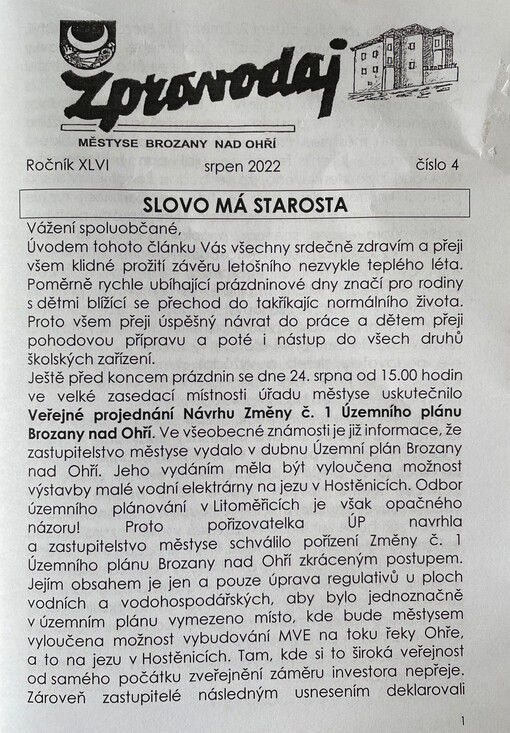 Zpravodaj
MĚSTYSE BROZANY NAD OHŘÍ
Ročník XLVI srpen 2022 číslo 4
SLOVO MÁ STAROSTA
Vážení spoluobčané,
Úvodem tohoto článku Vás všechny srdečně zdravím a přeji
všem klidné prožití závěru letošního nezvykle teplého léta.
Poměrně rychle ubíhající prázdninové dny značí pro rodiny
s dětmi blížící se přechod do takříkajíc normálního života.
Proto všem přeji úspěšný návrat do práce a dětem přeji
pohodovou přípravu a poté i nástup do všech druhů
školských zařízení.
Ještě před koncem prázdnin se dne 24. srpna od 15.00 hodin
ve velké zasedací místnosti úřadu městyse uskutečnilo
Veřejné projednání Návrhu Změny č. 1 Územního plánu
Brozany nad Ohří. Ve všeobecné známosti je již informace, že
zastupitelstvo městyse vydalo v dubnu Územní plán Brozany
nad Ohří. Jeho vydáním měla být vyloučena možnost
výstavby malé vodní elektrárny na jezu v Hostěnicích. Odbor
územního plánování v Litoměřicích je však opačného
názoru! Proto pořizovatelka ÚP navrhla
a zastupitelstvo městyse schválilo pořízení Změny č. 1
Územního plánu Brozany nad Ohří zkráceným postupem.
Jejím obsahem je jen a pouze úprava regulativů u ploch
vodních a vodohospodářských, aby bylo jednoznačně
v územním plánu vymezeno místo, kde bude městysem
vyloučena možnost vybudování MVE na toku řeky Ohře,
a to na jezu v Hostěnicích. Tam, kde si to široká veřejnost
od samého počátku zveřejnění záměru investora nepřeje.
Zároveň zastupitelé následným usnesením deklarovali
1